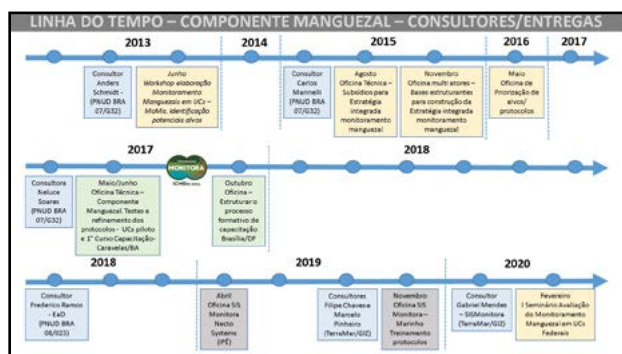 LINHA DO TEMPO – COMPONENTE MANGUEZAL – CONSULTORES/ENTREGAS
2013
2014
2015
2016
2017
Consultor
Anders
Schmidt -
(PNUD BRA
07/G32)
Junho
Workshop elaboração
Monitoramento
Manguezais em UCs –
MoMa. Identificação
potenciais alvos
Consultor
Carlos
Marinelli
(PNUD BRA
07/G32)
Agosto
Oficina Técnica –
Subsídios para
Estratégia
integrada
monitoramento
manguezal
Novembro
Oficina multi atores –
Bases estruturantes
para construção da
Estratégia integrada
monitoramento
manguezal
Maio
Oficina de
Priorização de
alvos/
protocolos
2017
2018
MONITORA
Consultora
Neluce
Soares
(PNUD BRA
07/G32)
Maio/Junho
Oficina Técnica –
Componente
Manguezal. Testes e
refinamento dos
protocolos - UCs piloto
e 1° Curso Capacitação-
Caravelas/BA
Outubro
Oficina –
Estruturar o
processo
formativo de
capacitação
Brasília/DF
2018
2019
2020
Consultor
Frederico Ramos
- EaD
(PNUD BRA
08/023)
Abril
Oficina SIS
Monitora
Necto
Systems
(IPÊ)
Consultores
Filipe Chaves e
Marcelo
Pinheiro
(TerraMar/GIZ)
Novembro
Oficina SIS
Monitora–
Marinho
Treinamento
protocolos
Consultor
Gabriel Mendes
– SISMonitora
(TerraMar/GIZ)
Fevereiro
I Seminário Avaliação
do Monitoramento
Manguezal em UCs
Federais